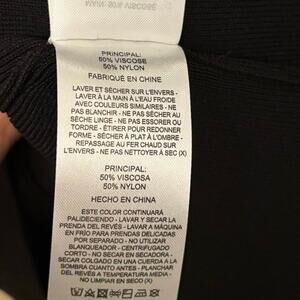 PRINCIPAL:
50% VISCOSE
50% NYLON
FABRIQUÉ EN CHINE
LAVER ET SÉCHER SUR L'ENVERS -
LAVER À LA MAIN À L'EAU FROIDE
AVEC COULEURS SIMILAIRES - NE
PAS BLANCHIR - NE PAS SÉCHER AU
SÈCHE LINGE - NE PAS ESSORER OU
TORDRE - ÉTIRER POUR REDONNER
FORME - SÉCHER À PLAT À L'OMBRE -
REPASSAGE AU FER CHAUD SUR
L'ENVERS - NE PAS NETTOYER À SEC (X)
PRINCIPAL:
50% VISCOSA
50% NYLON
HECHO EN CHINA
ESTE COLOR CONTINUARÁ
PALIDECIENDO - LAVAR Y SECAR LA
PRENDA DEL REVÉS - LAVAR A MÁQUINA
EN FRÍO PARA PRENDAS DELICADAS
POR SEPARADO - NO UTILIZAR
BLANQUEADOR - CENTRIFUGADO
CORTO - NO SECAR EN SECADORA -
SECAR COLGADO EN UNA CUERDA A LA
SOMBRA CUANTO ANTES - PLANCHAR
DEL REVÉS A TEMPERATURA MEDIA -
NO LAVAR EN SECO (X)